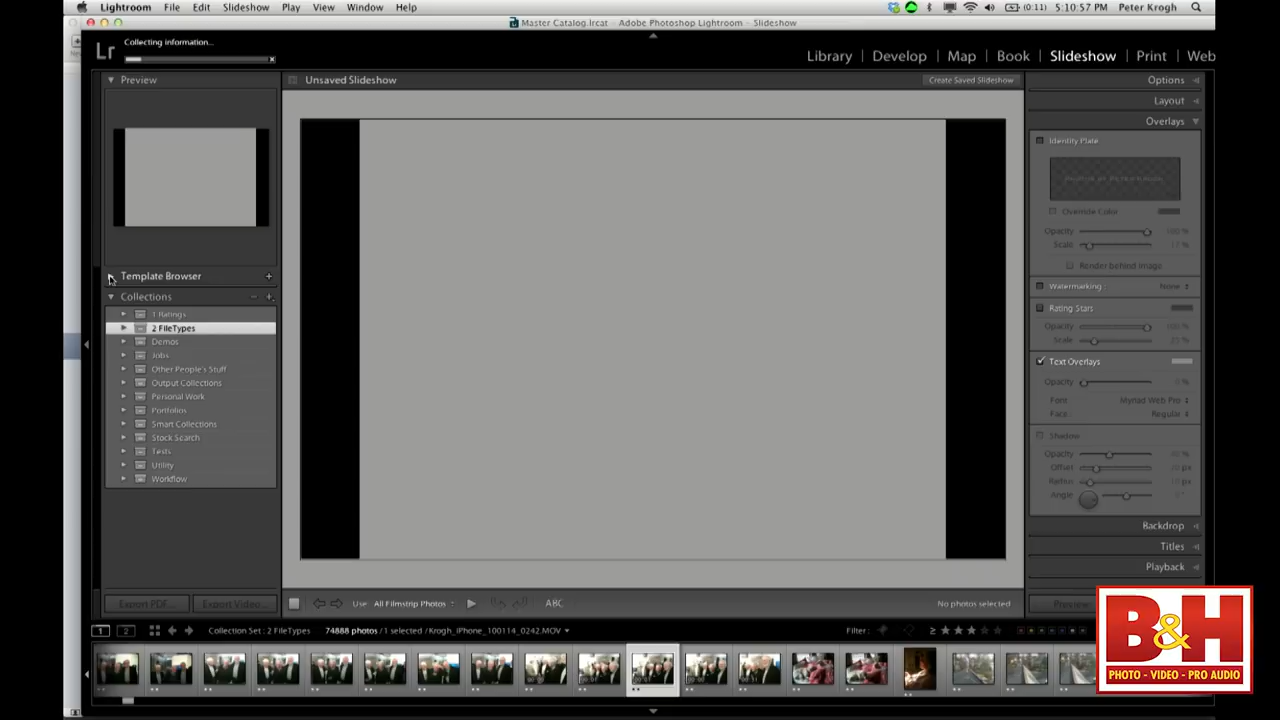 Lightroom File Edit Slideshow Play View Window Help (0:11) 5:10:57 PM Peter Krogh
Master Catalog.lrcat - Adobe Photoshop Lightroom - Slideshow
Lr Collecting information...
Library | Develop | Map | Book | Slideshow | Print | Web
Preview
Unsaved Slideshow
Create Saved Slideshow
Options
Layout
Overlays
Identity Plate
Override Color
Opacity 100 %
Scale
Render behind image
Template Browser +
Collections - +
1 Ratings
2 FileTypes
Demos
Jobs
Other People's Stuff
Output Collections
Personal Work
Portfolios
Smart Collections
Stock Search
Tests
Utility
Workflow
Watermarking : None
Rating Stars
Opacity 100 %
Scale
Text Overlays
Opacity 0 %
Font Myriad Web Pro
Face Regular
Shadow
Opacity
Offset px
Radius px
Angle
Backdrop
Titles
Playback
Export PDF... Export Video...
Use All Filmstrip Photos ABC
No photos selected
Preview
1 2 Collection Set : 2 FileTypes 74888 photos / 1 selected / Krogh_iPhone_100114_0242.MOV
Filter : ≥ ★ ★ ★
B&H
PHOTO - VIDEO - PRO AUDIO